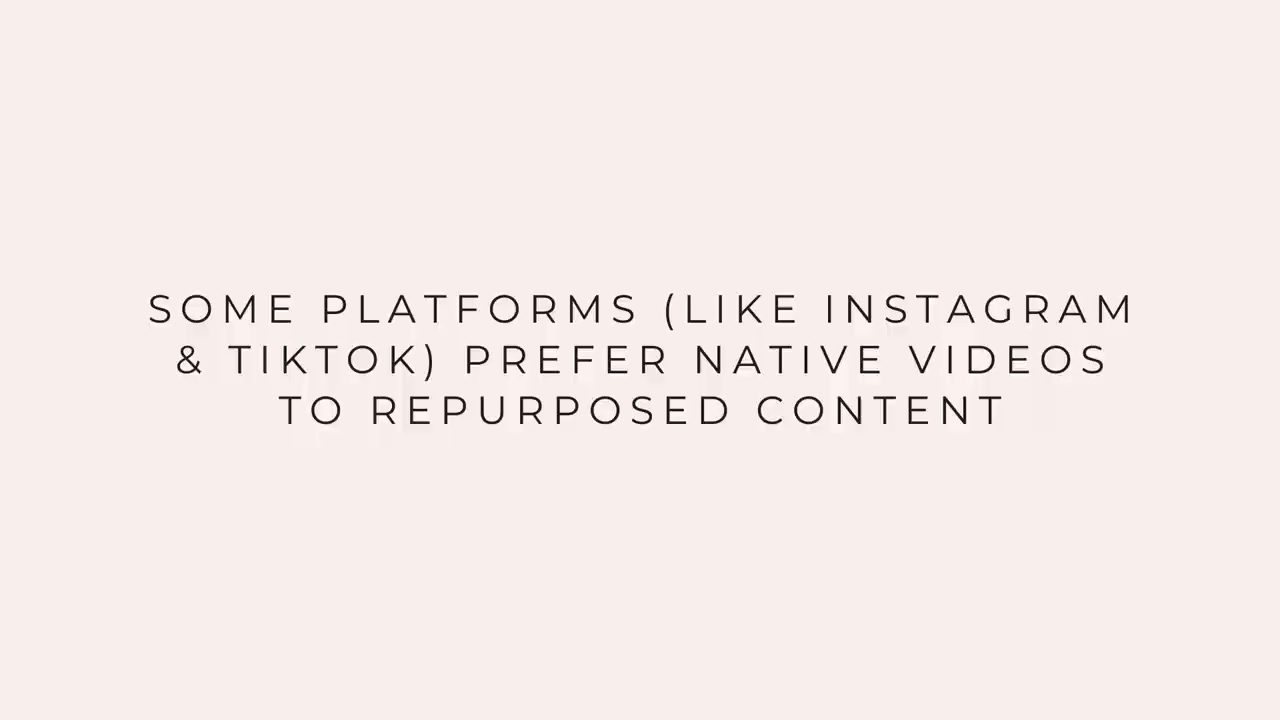 SOME PLATFORMS (LIKE INSTAGRAM
& TIKTOK) PREFER NATIVE VIDEOS
TO REPURPOSED CONTENT